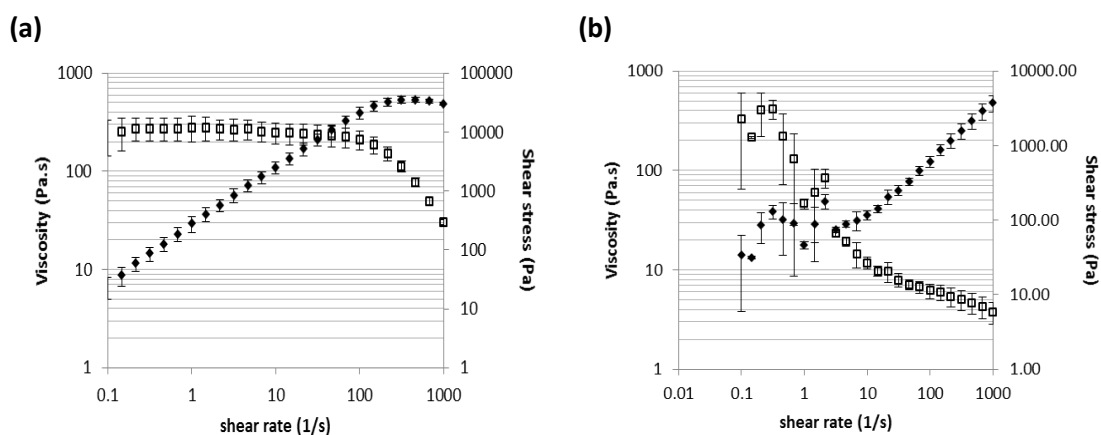 (a)
1000
100
10
1
Viscosity (Pa.s)
100000
10000
1000
100
10
1
Shear stress (Pa)
0.1 1 10 100 1000
shear rate (1/s)
(b)
1000
100
10
1
Viscosity (Pa.s)
10000.00
1000.00
100.00
10.00
1.00
Shear stress (Pa)
0.01 0.1 1 10 100 1000
shear rate (1/s)